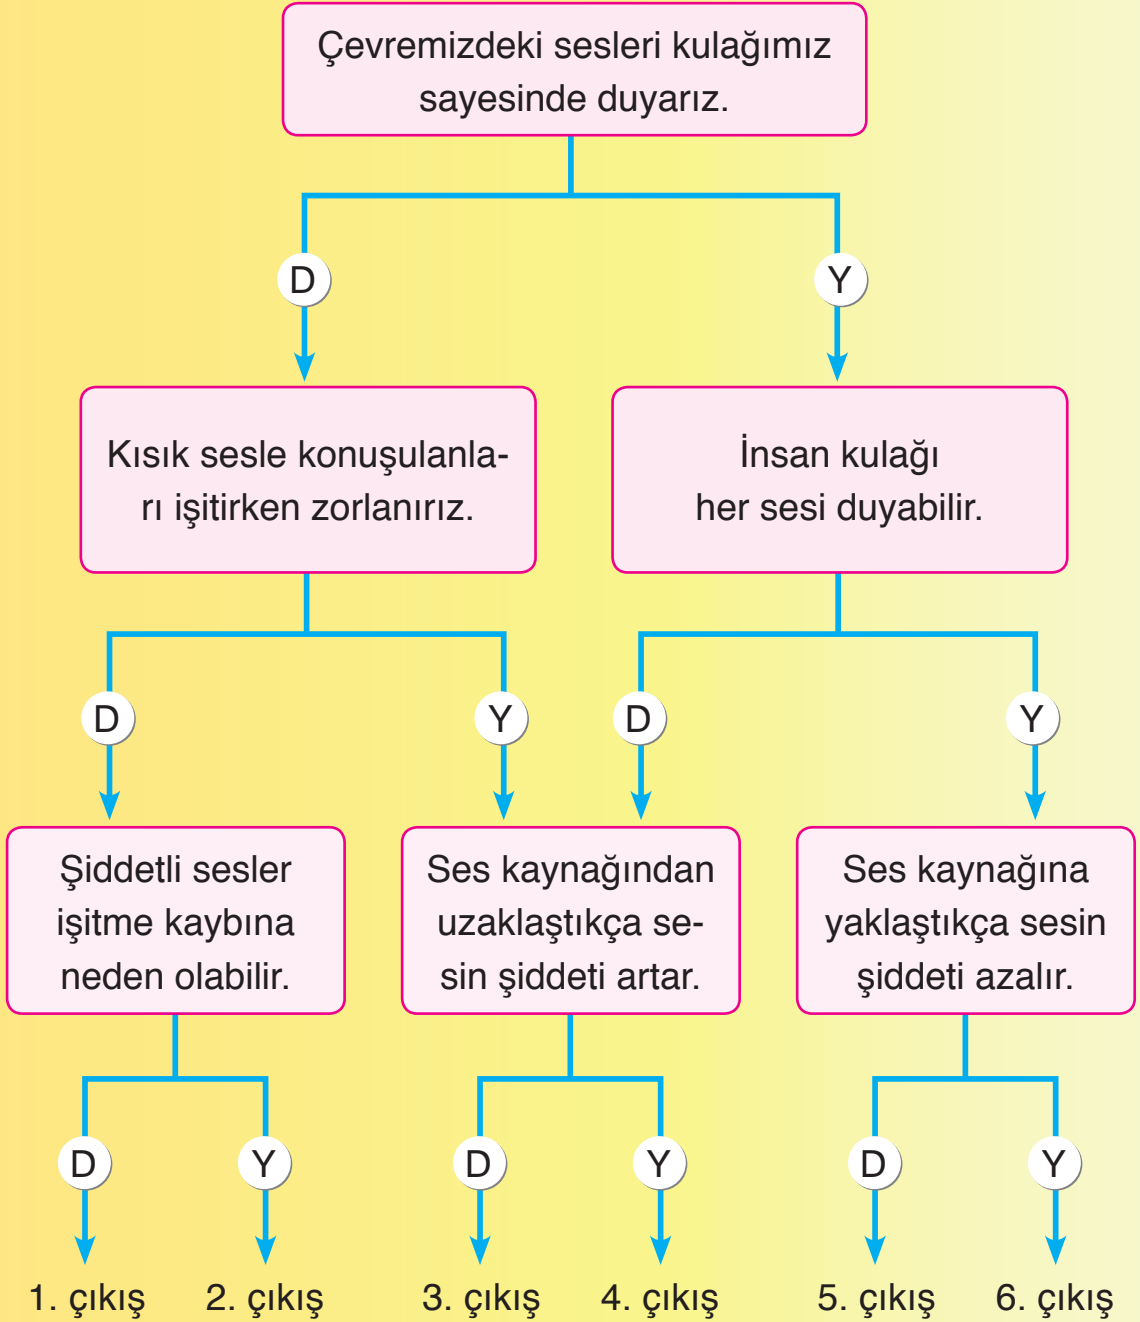 Çevremizdeki sesleri kulağımız
sayesinde duyarız.
D
Y
Kısık sesle konuşulanla-
rı işitirken zorlanırız.
İnsan kulağı
her sesi duyabilir.
D
Y
D
Y
Şiddetli sesler
işitme kaybına
neden olabilir.
Ses kaynağından
uzaklaştıkça se-
sin şiddeti artar.
Ses kaynağına
yaklaştıkça sesin
şiddeti azalır.
D
Y
D
Y
D
Y
1. çıkış
2. çıkış
3. çıkış
4. çıkış
5. çıkış
6. çıkış